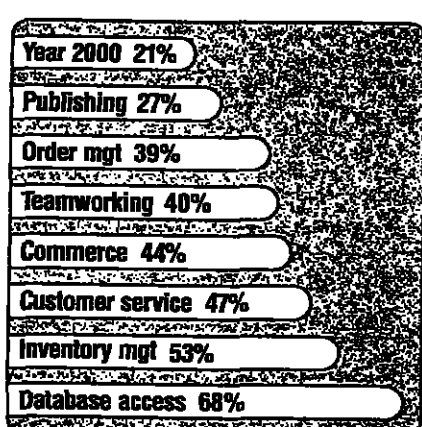 Year 2000 21%
Publishing 27%
Order mgt 39%
Teamworking 40%
Commerce 44%
Customer service 47%
Inventory mgt 53%
Database access 68%